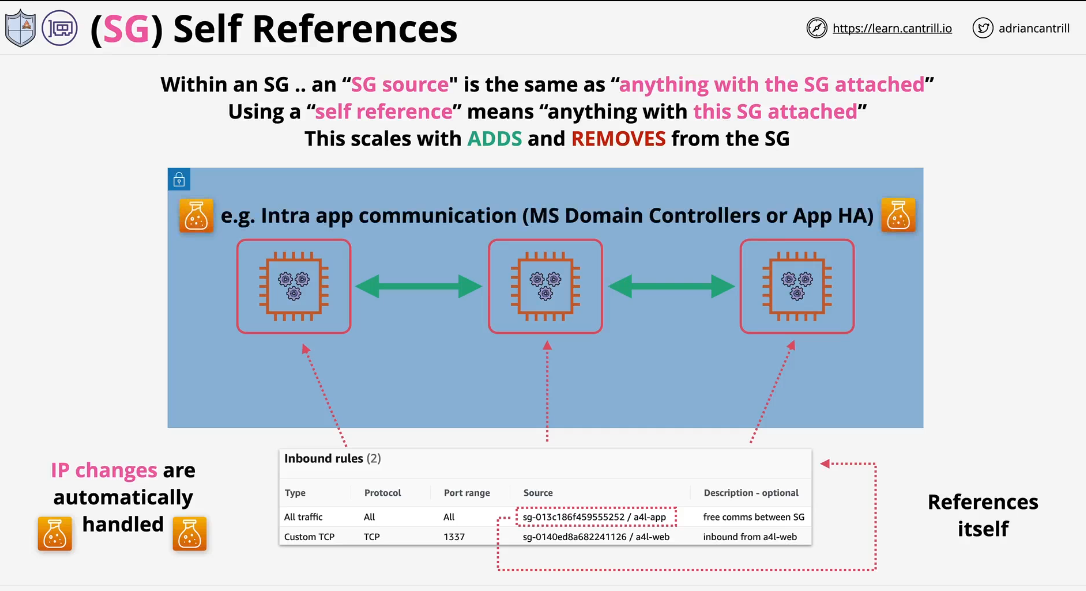 (SG) Self References
https://learn.cantrill.io
adriancantrill
Within an SG .. an “SG source" is the same as “anything with the SG attached”
Using a “self reference” means “anything with this SG attached”
This scales with ADDS and REMOVES from the SG
e.g. Intra app communication (MS Domain Controllers or App HA)
IP changes are
automatically
handled
Inbound rules (2)
Type Protocol Port range Source Description - optional
All traffic All All sg-013c186f459555252 / a4l-app free comms between SG
Custom TCP TCP 1337 sg-0140ed8a682241126 / a4l-web inbound from a4l-web
References
itself